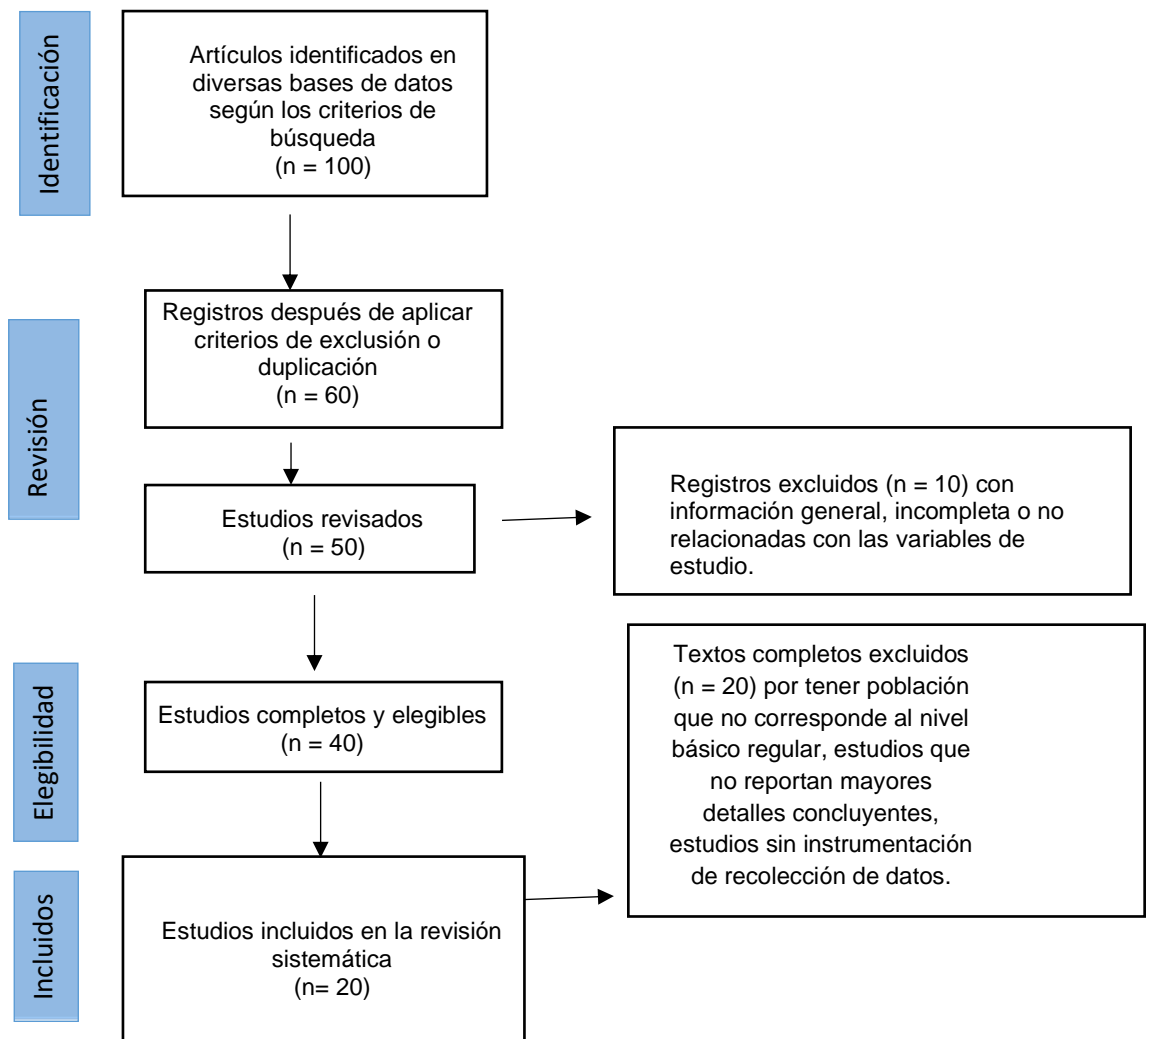 Identificación
Artículos identificados en
diversas bases de datos
según los criterios de
búsqueda
(n = 100)
Revisión
Registros después de aplicar
criterios de exclusión o
duplicación
(n = 60)
Estudios revisados
(n = 50)
Registros excluidos (n = 10) con
información general, incompleta o no
relacionadas con las variables de
estudio.
Elegibilidad
Estudios completos y elegibles
(n = 40)
Textos completos excluidos
(n = 20) por tener población
que no corresponde al nivel
básico regular, estudios que
no reportan mayores
detalles concluyentes,
estudios sin instrumentación
de recolección de datos.
Incluidos
Estudios incluidos en la revisión
sistemática
(n= 20)